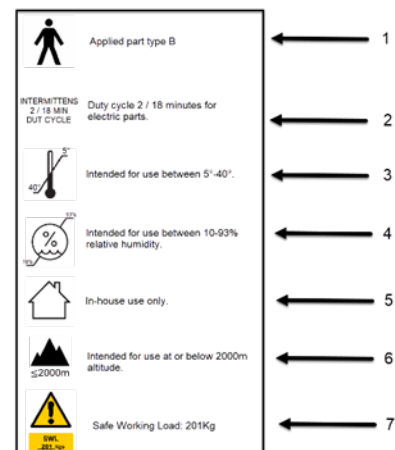 Applied part type B
1
INTERMITTENS
2 / 18 MIN
DUT CYCLE
Duty cycle 2 / 18 minutes for
electric parts.
2
5°
40°
Intended for use between 5°-40°.
3
93%
%
10%
Intended for use between 10-93%
relative humidity.
4
In-house use only.
5
≤2000m
Intended for use at or below 2000m
altitude.
6
SWL
201 Kgs
Safe Working Load: 201Kg
7